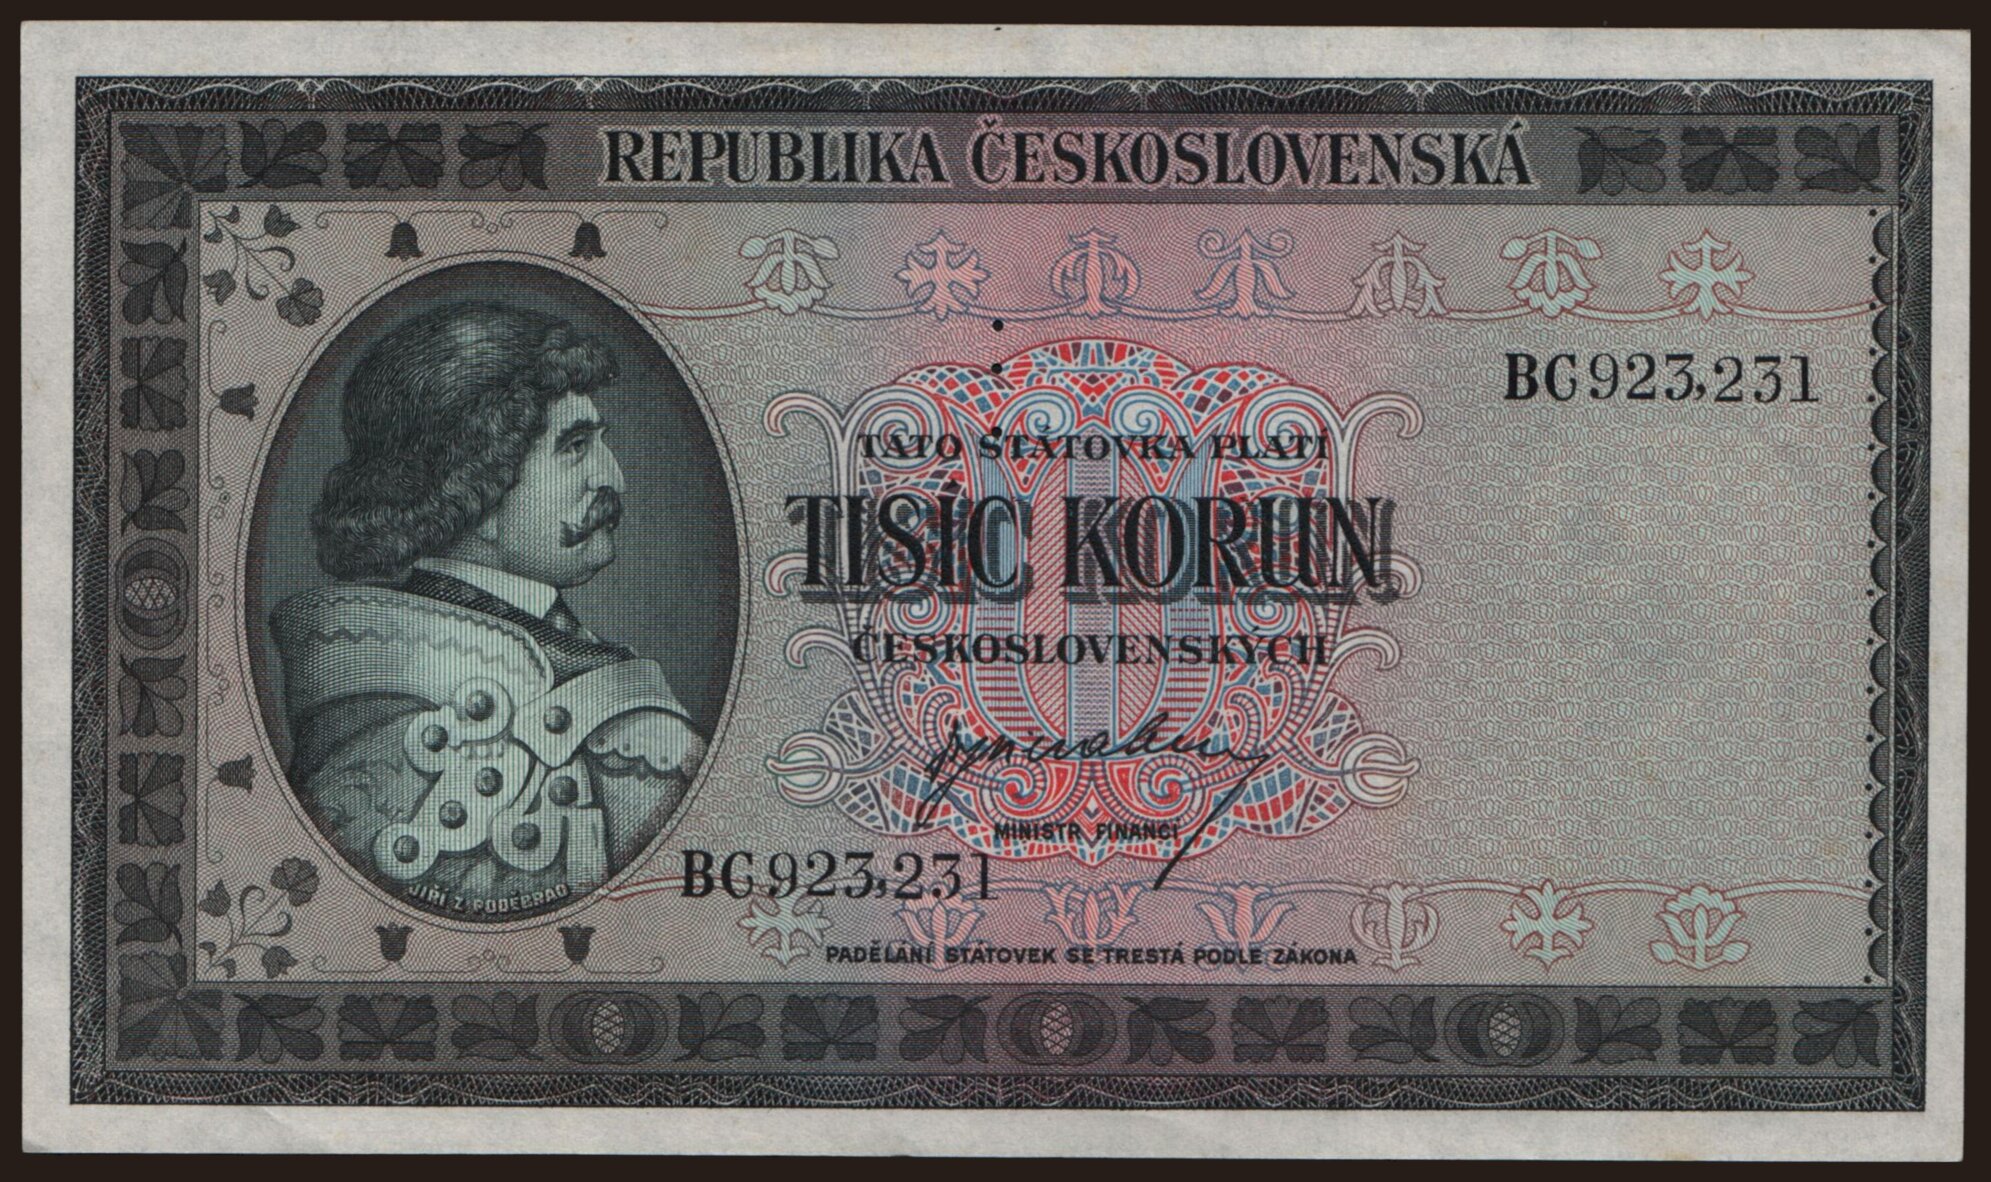 REPUBLIKA ČESKOSLOVENSKÁ
BC 923,231
TATO STÁTOVKA PLATÍ
TISÍC KORUN
ČESKOSLOVENSKÝCH
MINISTR FINANCÍ
BC 923,231
JIŘÍ Z PODĚBRAD
PADĚLÁNÍ STÁTOVEK SE TRESTÁ PODLE ZÁKONA